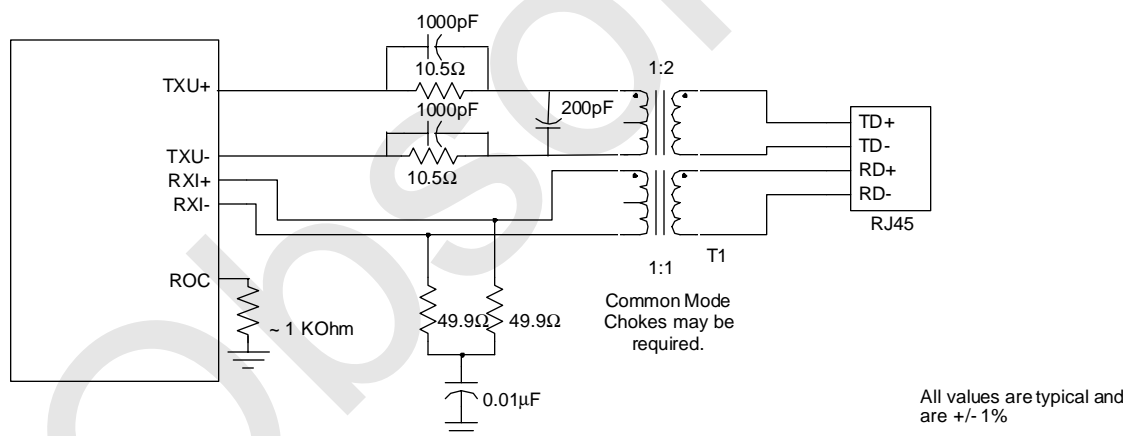 1000pF
10.5Ω
1:2
TXU+
1000pF
200pF
TD+
TD-
TXU-
RXI+
10.5Ω
RD+
RXI-
RD-
RJ45
T1
1:1
ROC
Common Mode
Chokes may be
required.
~ 1 KOhm
49.9Ω
49.9Ω
0.01µF
All values are typical and
are +/- 1%
Obso